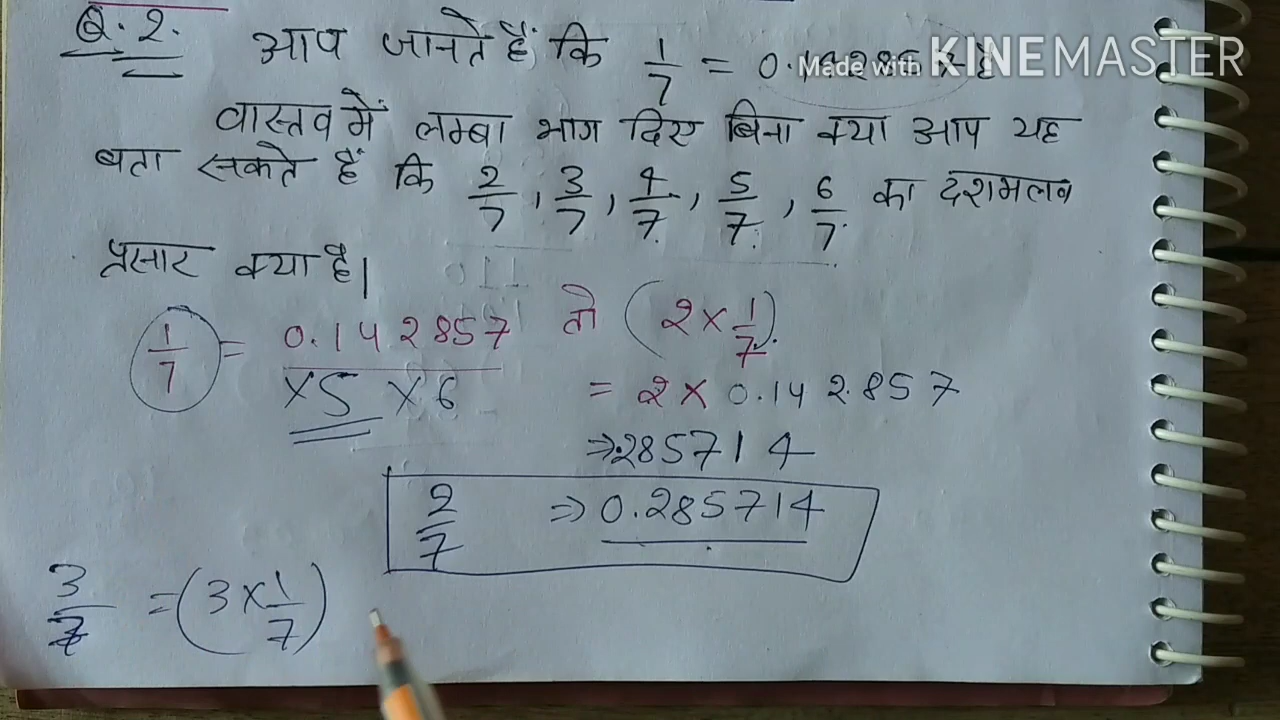 Q. 2. आप जानते हैं कि 1/7 = 0.142857 है
Made with KINEMASTER
वास्तव में लम्बा भाग दिए बिना क्या आप यह
बता सकते हैं कि 2/7, 3/7, 4/7, 5/7, 6/7 का दशमलव
प्रसार क्या है।
1/7 = 0.142857 तो (2×1/7).
×5 ×6 = 2×0.142857
⇒.285714
2/7 ⇒ 0.285714
3/7 = (3×1/7)